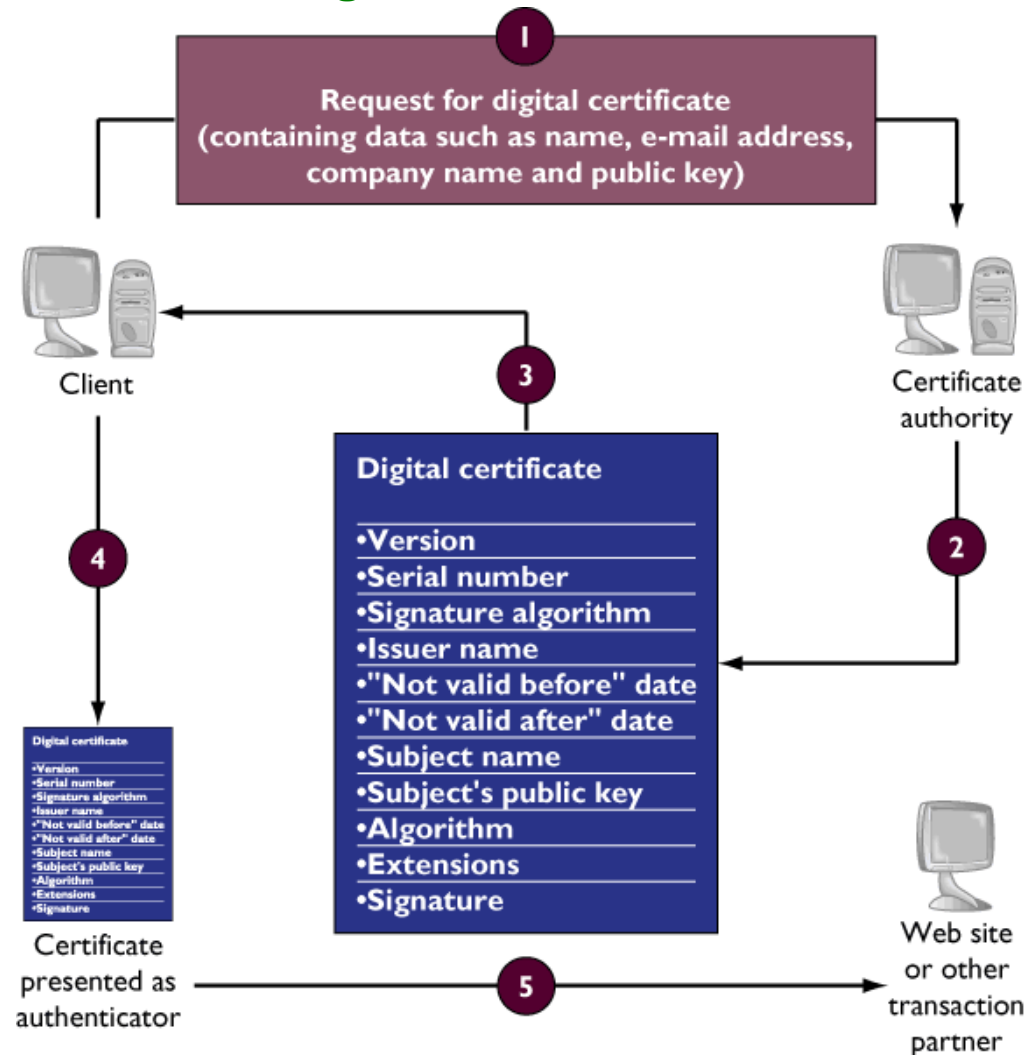 1
Request for digital certificate
(containing data such as name, e-mail address,
company name and public key)
Client
Certificate
authority
3
Digital certificate
•Version
•Serial number
•Signature algorithm
•Issuer name
•"Not valid before" date
•"Not valid after" date
•Subject name
•Subject's public key
•Algorithm
•Extensions
•Signature
2
4
Digital certificate
•Version
•Serial number
•Signature algorithm
•Issuer name
•"Not valid before" date
•"Not valid after" date
•Subject name
•Subject's public key
•Algorithm
•Extensions
•Signature
Certificate
presented as
authenticator
5
Web site
or other
transaction
partner